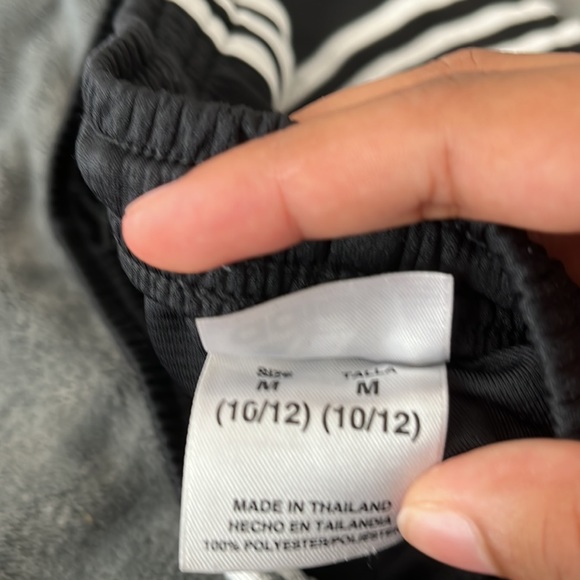 Size TALLA
M M
(10/12) (10/12)
MADE IN THAILAND
HECHO EN TAILANDIA
100% POLYESTER/POLIESTER